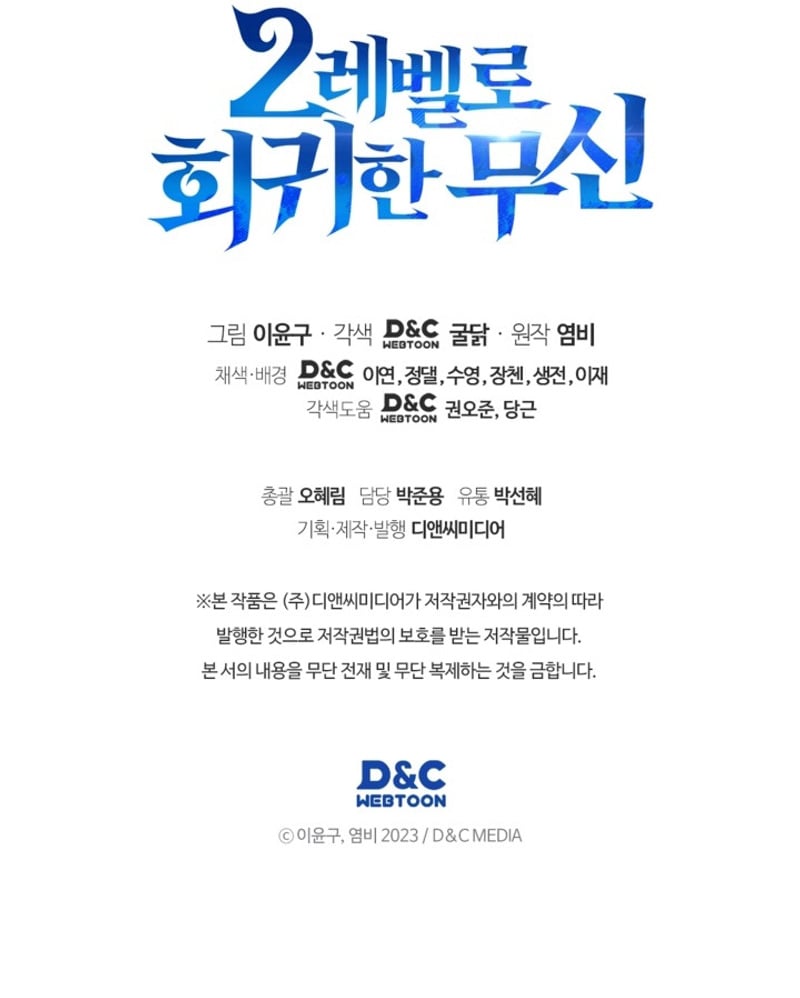 2레벨로
회귀한 무신
그림 이윤구 · 각색 D&C WEBTOON 굴닭 · 원작 염비
채색·배경 D&C WEBTOON 이연, 정댈, 수영, 장첸, 생전, 이재
각색도움 D&C WEBTOON 권오준, 당근
총괄 오혜림 담당 박준용 유통 박선혜
기획·제작·발행 디앤씨미디어
※본 작품은 (주)디앤씨미디어가 저작권자와의 계약의 따라
발행한 것으로 저작권법의 보호를 받는 저작물입니다.
본 서의 내용을 무단 전재 및 무단 복제하는 것을 금합니다.
D&C
WEBTOON
ⓒ 이윤구, 염비 2023 / D&C MEDIA